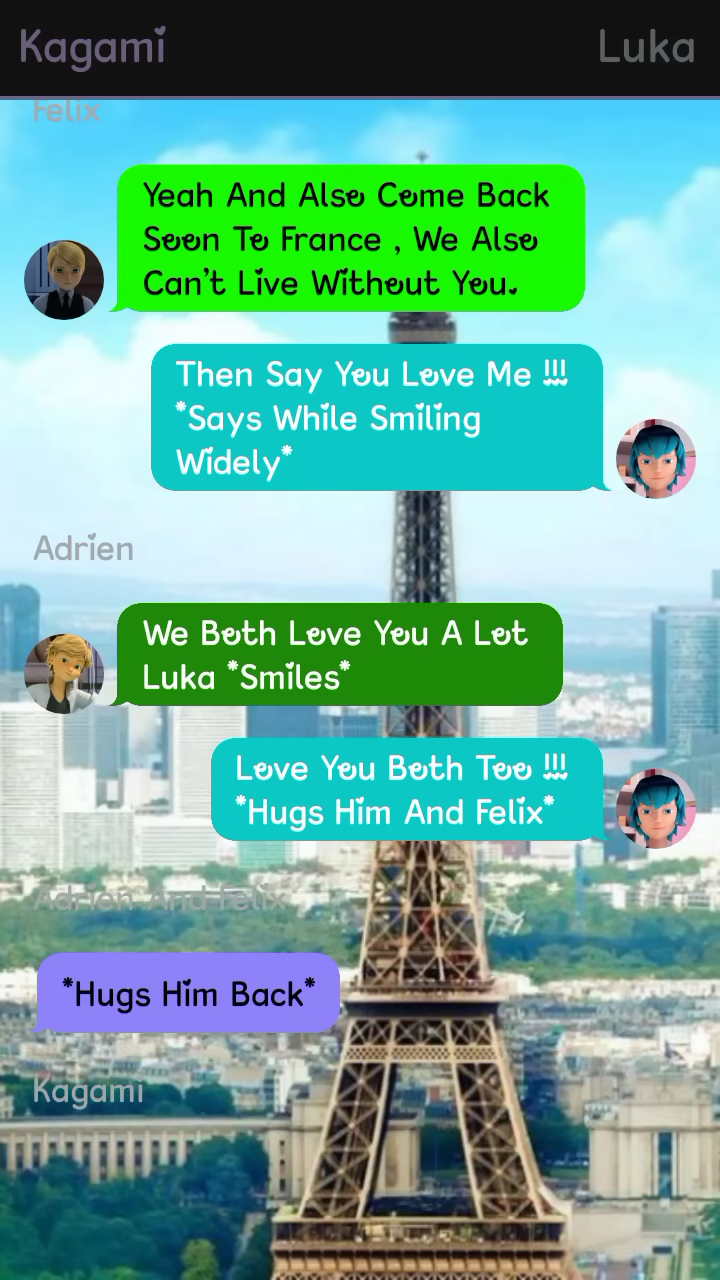 Kagami Luka
Felix
Yeah And Also Come Back
Soon To France , We Also
Can't Live Without You.
Then Say You Love Me !!!
*Says While Smiling
Widely*
Adrien
We Both Love You A Lot
Luka *Smiles*
Love You Both Too !!!
*Hugs Him And Felix*
Adrien And Felix
*Hugs Him Back*
Kagami